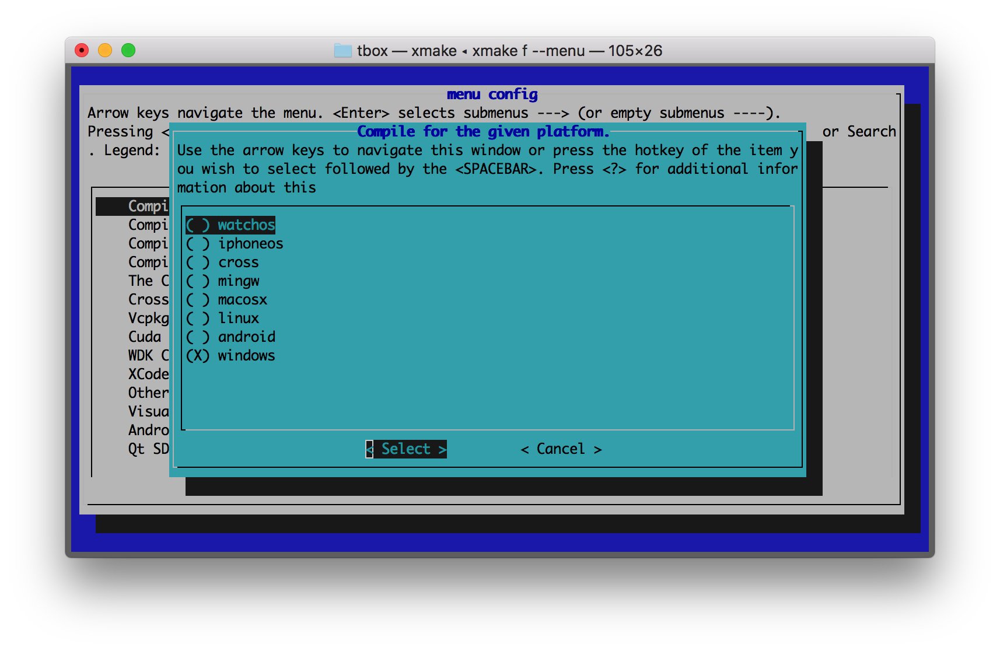 tbox — xmake ◂ xmake f --menu — 105×26
menu config
Arrow keys navigate the menu. <Enter> selects submenus ---> (or empty submenus ----).
Pressing < or Search
. Legend:
Compile for the given platform.
Use the arrow keys to navigate this window or press the hotkey of the item y
ou wish to select followed by the <SPACEBAR>. Press <?> for additional infor
mation about this
Compi
Compi
Compi
Compi
The C
Cross
Vcpkg
Cuda
WDK C
XCode
Other
Visua
Andro
Qt SD
( ) watchos
( ) iphoneos
( ) cross
( ) mingw
( ) macosx
( ) linux
( ) android
(X) windows
< Select > < Cancel >